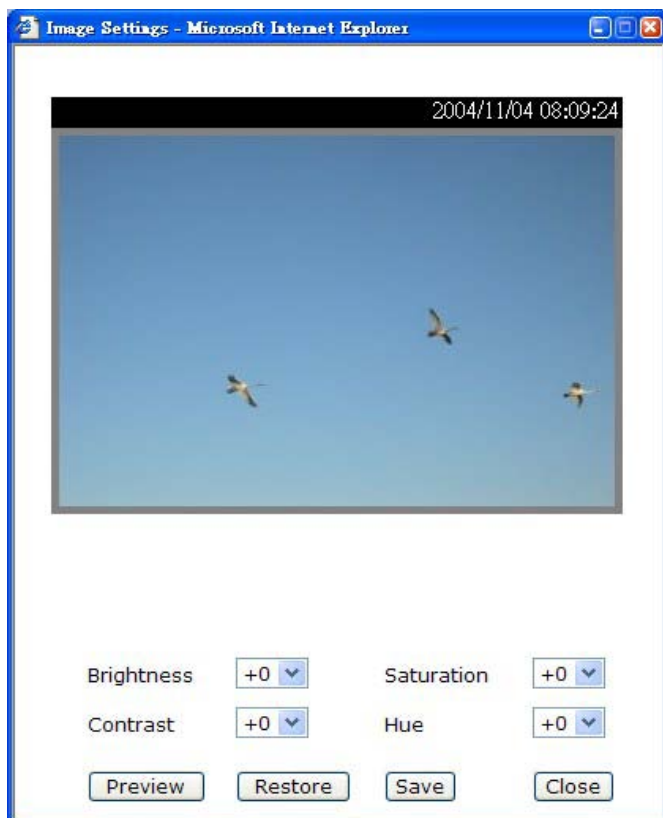 Image Settings - Microsoft Internet Explorer
2004/11/04 08:09:24
Brightness +0 Saturation +0
Contrast +0 Hue +0
Preview Restore Save Close